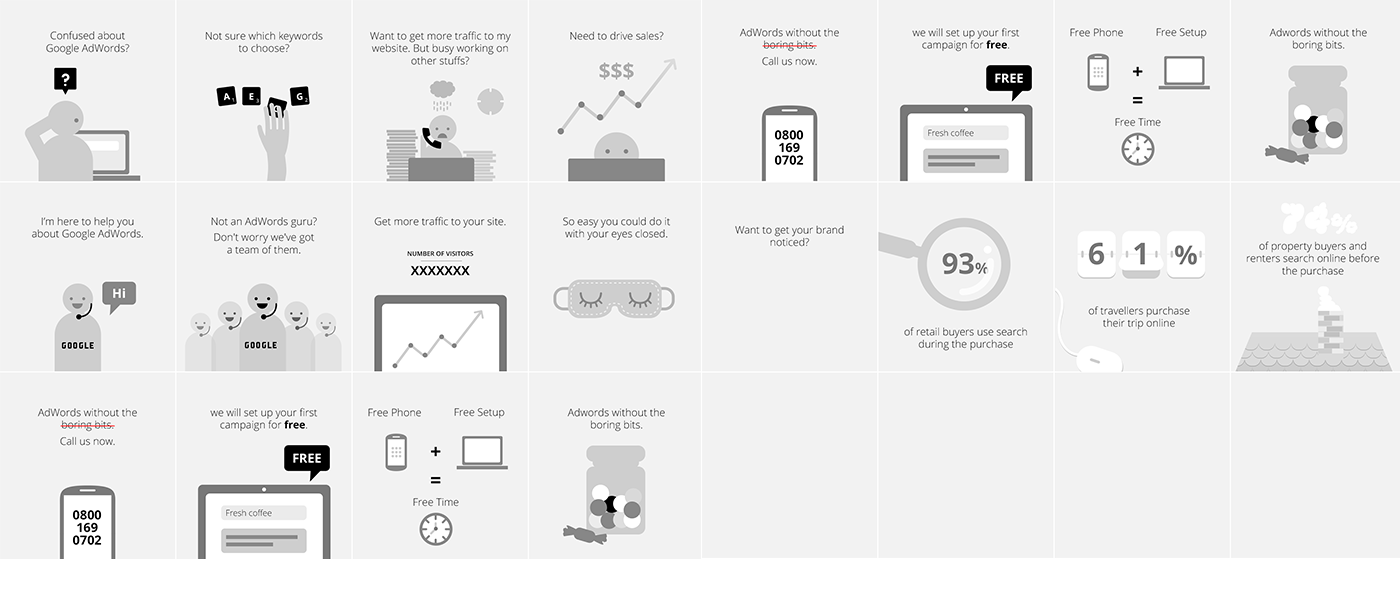 Confused about
Google AdWords?
?
Not sure which keywords
to choose?
A
E
G
Want to get more traffic to my
website. But busy working on
other stuffs?
Need to drive sales?
$$$
AdWords without the
boring bits.
Call us now.
0800
169
0702
we will set up your first
campaign for free.
FREE
Fresh coffee
Free Phone
Free Setup
+
=
Free Time
Adwords without the
boring bits.
I'm here to help you
about Google AdWords.
Hi
GOOGLE
Not an AdWords guru?
Don't worry we've got
a team of them.
GOOGLE
Get more traffic to your site.
NUMBER OF VISITORS
XXXXXXX
So easy you could do it
with your eyes closed.
Want to get your brand
noticed?
93%
of retail buyers use search
during the purchase
61%
of travellers purchase
their trip online
74%
of property buyers and
renters search online before
the purchase
AdWords without the
boring bits.
Call us now.
0800
169
0702
we will set up your first
campaign for free.
FREE
Fresh coffee
Free Phone
Free Setup
+
=
Free Time
Adwords without the
boring bits.